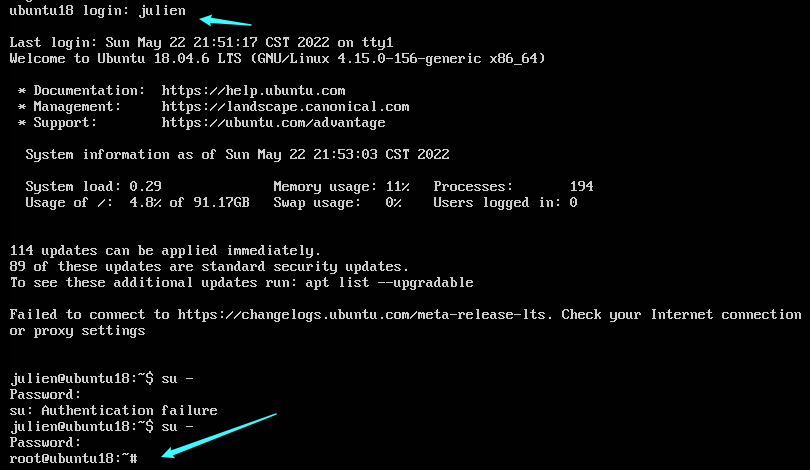 ubuntu18 login: julien
Last login: Sun May 22 21:51:17 CST 2022 on tty1
Welcome to Ubuntu 18.04.6 LTS (GNU/Linux 4.15.0-156-generic x86_64)
* Documentation:  https://help.ubuntu.com
* Management:     https://landscape.canonical.com
* Support:        https://ubuntu.com/advantage
System information as of Sun May 22 21:53:03 CST 2022
System load: 0.29              Memory usage: 11%   Processes:       194
Usage of /:  4.8% of 91.17GB   Swap usage:   0%    Users logged in: 0
114 updates can be applied immediately.
89 of these updates are standard security updates.
To see these additional updates run: apt list --upgradable
Failed to connect to https://changelogs.ubuntu.com/meta-release-lts. Check your Internet connection
or proxy settings
julien@ubuntu18:~$ su -
Password:
su: Authentication failure
julien@ubuntu18:~$ su -
Password:
root@ubuntu18:~#